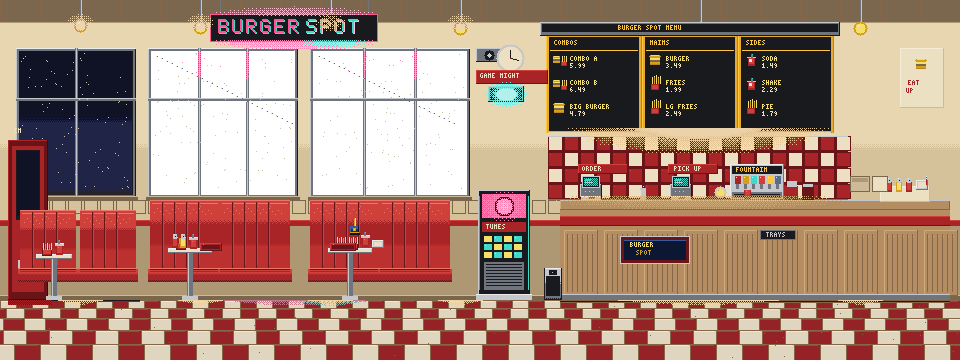 BURGER SPOT
BURGER SPOT MENU
COMBOS
COMBO A
5.99
COMBO B
6.49
BIG BURGER
4.79
MAINS
BURGER
3.49
FRIES
1.99
LG FRIES
2.49
SIDES
SODA
1.49
SHAKE
2.29
PIE
1.79
GAME NIGHT
EAT
UP
ORDER
PICK UP
FOUNTAIN
TUNES
TRAYS
BURGER
SPOT